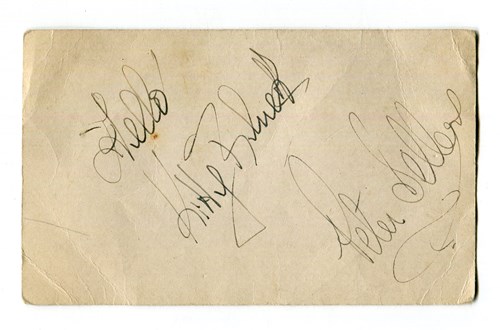 Hello
Kitty Bluett
Peter Sellers